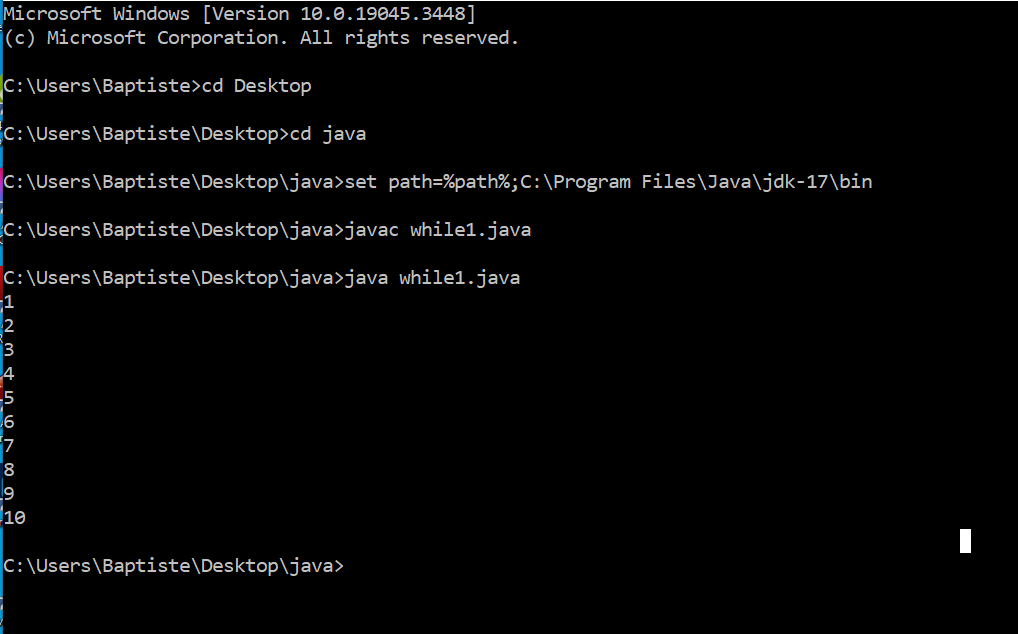 Microsoft Windows [Version 10.0.19045.3448]
(c) Microsoft Corporation. All rights reserved.
C:\Users\Baptiste>cd Desktop
C:\Users\Baptiste\Desktop>cd java
C:\Users\Baptiste\Desktop\java>set path=%path%;C:\Program Files\Java\jdk-17\bin
C:\Users\Baptiste\Desktop\java>javac while1.java
C:\Users\Baptiste\Desktop\java>java while1.java
1
2
3
4
5
6
7
8
9
10
C:\Users\Baptiste\Desktop\java>